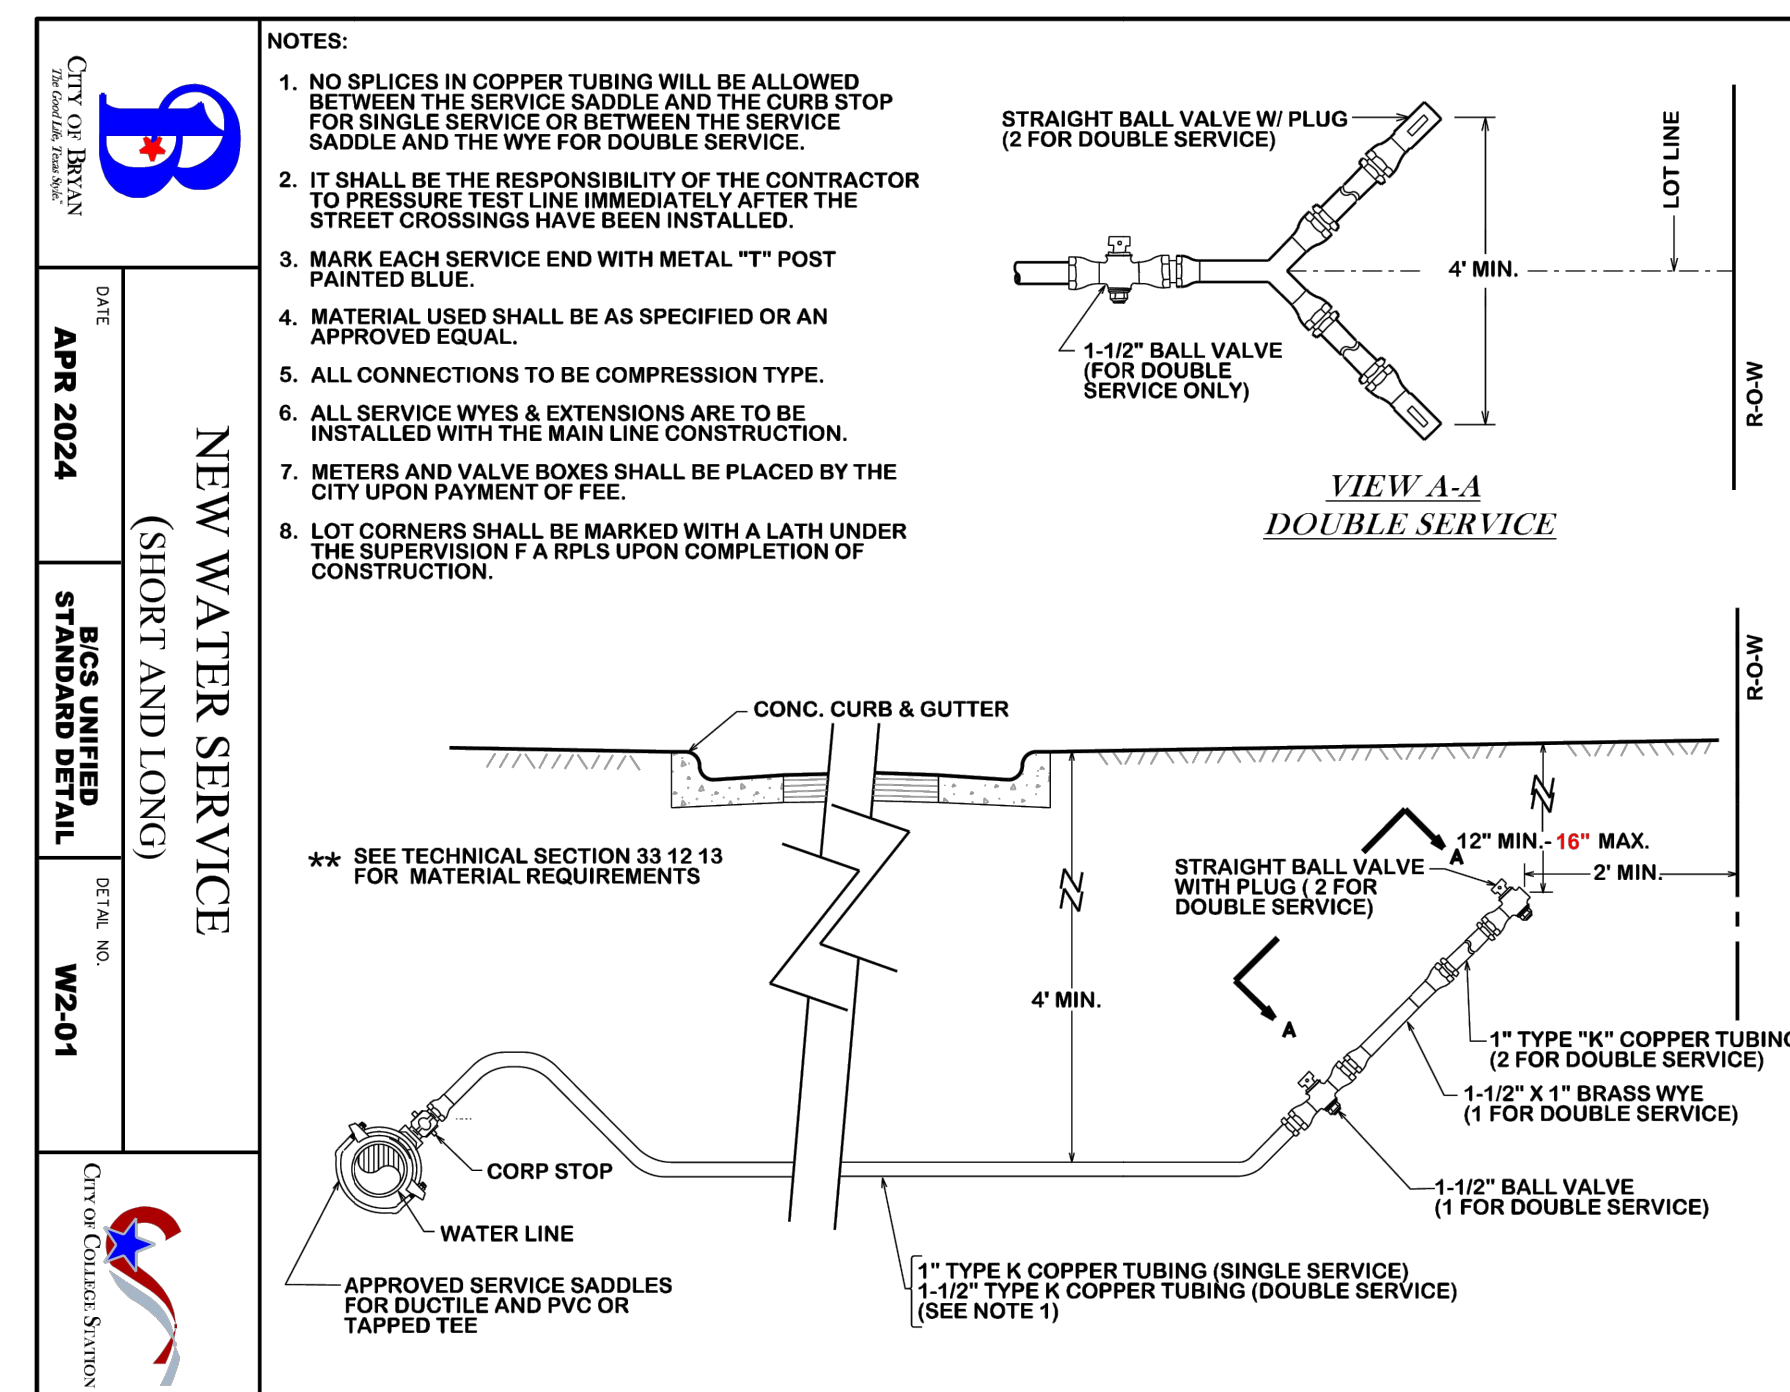 CITY OF BRYAN
The Good Life, Texas Style.™
DATE
APR 2024
B/CS UNIFIED
STANDARD DETAIL
DETAIL NO.
W2-01
NEW WATER SERVICE
(SHORT AND LONG)
CITY OF COLLEGE STATION
NOTES:
1. NO SPLICES IN COPPER TUBING WILL BE ALLOWED
BETWEEN THE SERVICE SADDLE AND THE CURB STOP
FOR SINGLE SERVICE OR BETWEEN THE SERVICE
SADDLE AND THE WYE FOR DOUBLE SERVICE.
2. IT SHALL BE THE RESPONSIBILITY OF THE CONTRACTOR
TO PRESSURE TEST LINE IMMEDIATELY AFTER THE
STREET CROSSINGS HAVE BEEN INSTALLED.
3. MARK EACH SERVICE END WITH METAL "T" POST
PAINTED BLUE.
4. MATERIAL USED SHALL BE AS SPECIFIED OR AN
APPROVED EQUAL.
5. ALL CONNECTIONS TO BE COMPRESSION TYPE.
6. ALL SERVICE WYES & EXTENSIONS ARE TO BE
INSTALLED WITH THE MAIN LINE CONSTRUCTION.
7. METERS AND VALVE BOXES SHALL BE PLACED BY THE
CITY UPON PAYMENT OF FEE.
8. LOT CORNERS SHALL BE MARKED WITH A LATH UNDER
THE SUPERVISION F A RPLS UPON COMPLETION OF
CONSTRUCTION.
STRAIGHT BALL VALVE W/ PLUG
(2 FOR DOUBLE SERVICE)
LOT LINE
4' MIN.
1-1/2" BALL VALVE
(FOR DOUBLE
SERVICE ONLY)
R-O-W
VIEW A-A
DOUBLE SERVICE
R-O-W
CONC. CURB & GUTTER
** SEE TECHNICAL SECTION 33 12 13
FOR MATERIAL REQUIREMENTS
12" MIN.- 16" MAX.
A
STRAIGHT BALL VALVE
WITH PLUG ( 2 FOR
DOUBLE SERVICE)
2' MIN.
4' MIN.
A
1" TYPE "K" COPPER TUBING
(2 FOR DOUBLE SERVICE)
1-1/2" X 1" BRASS WYE
(1 FOR DOUBLE SERVICE)
CORP STOP
1-1/2" BALL VALVE
(1 FOR DOUBLE SERVICE)
WATER LINE
APPROVED SERVICE SADDLES
FOR DUCTILE AND PVC OR
TAPPED TEE
1" TYPE K COPPER TUBING (SINGLE SERVICE)
1-1/2" TYPE K COPPER TUBING (DOUBLE SERVICE)
(SEE NOTE 1)